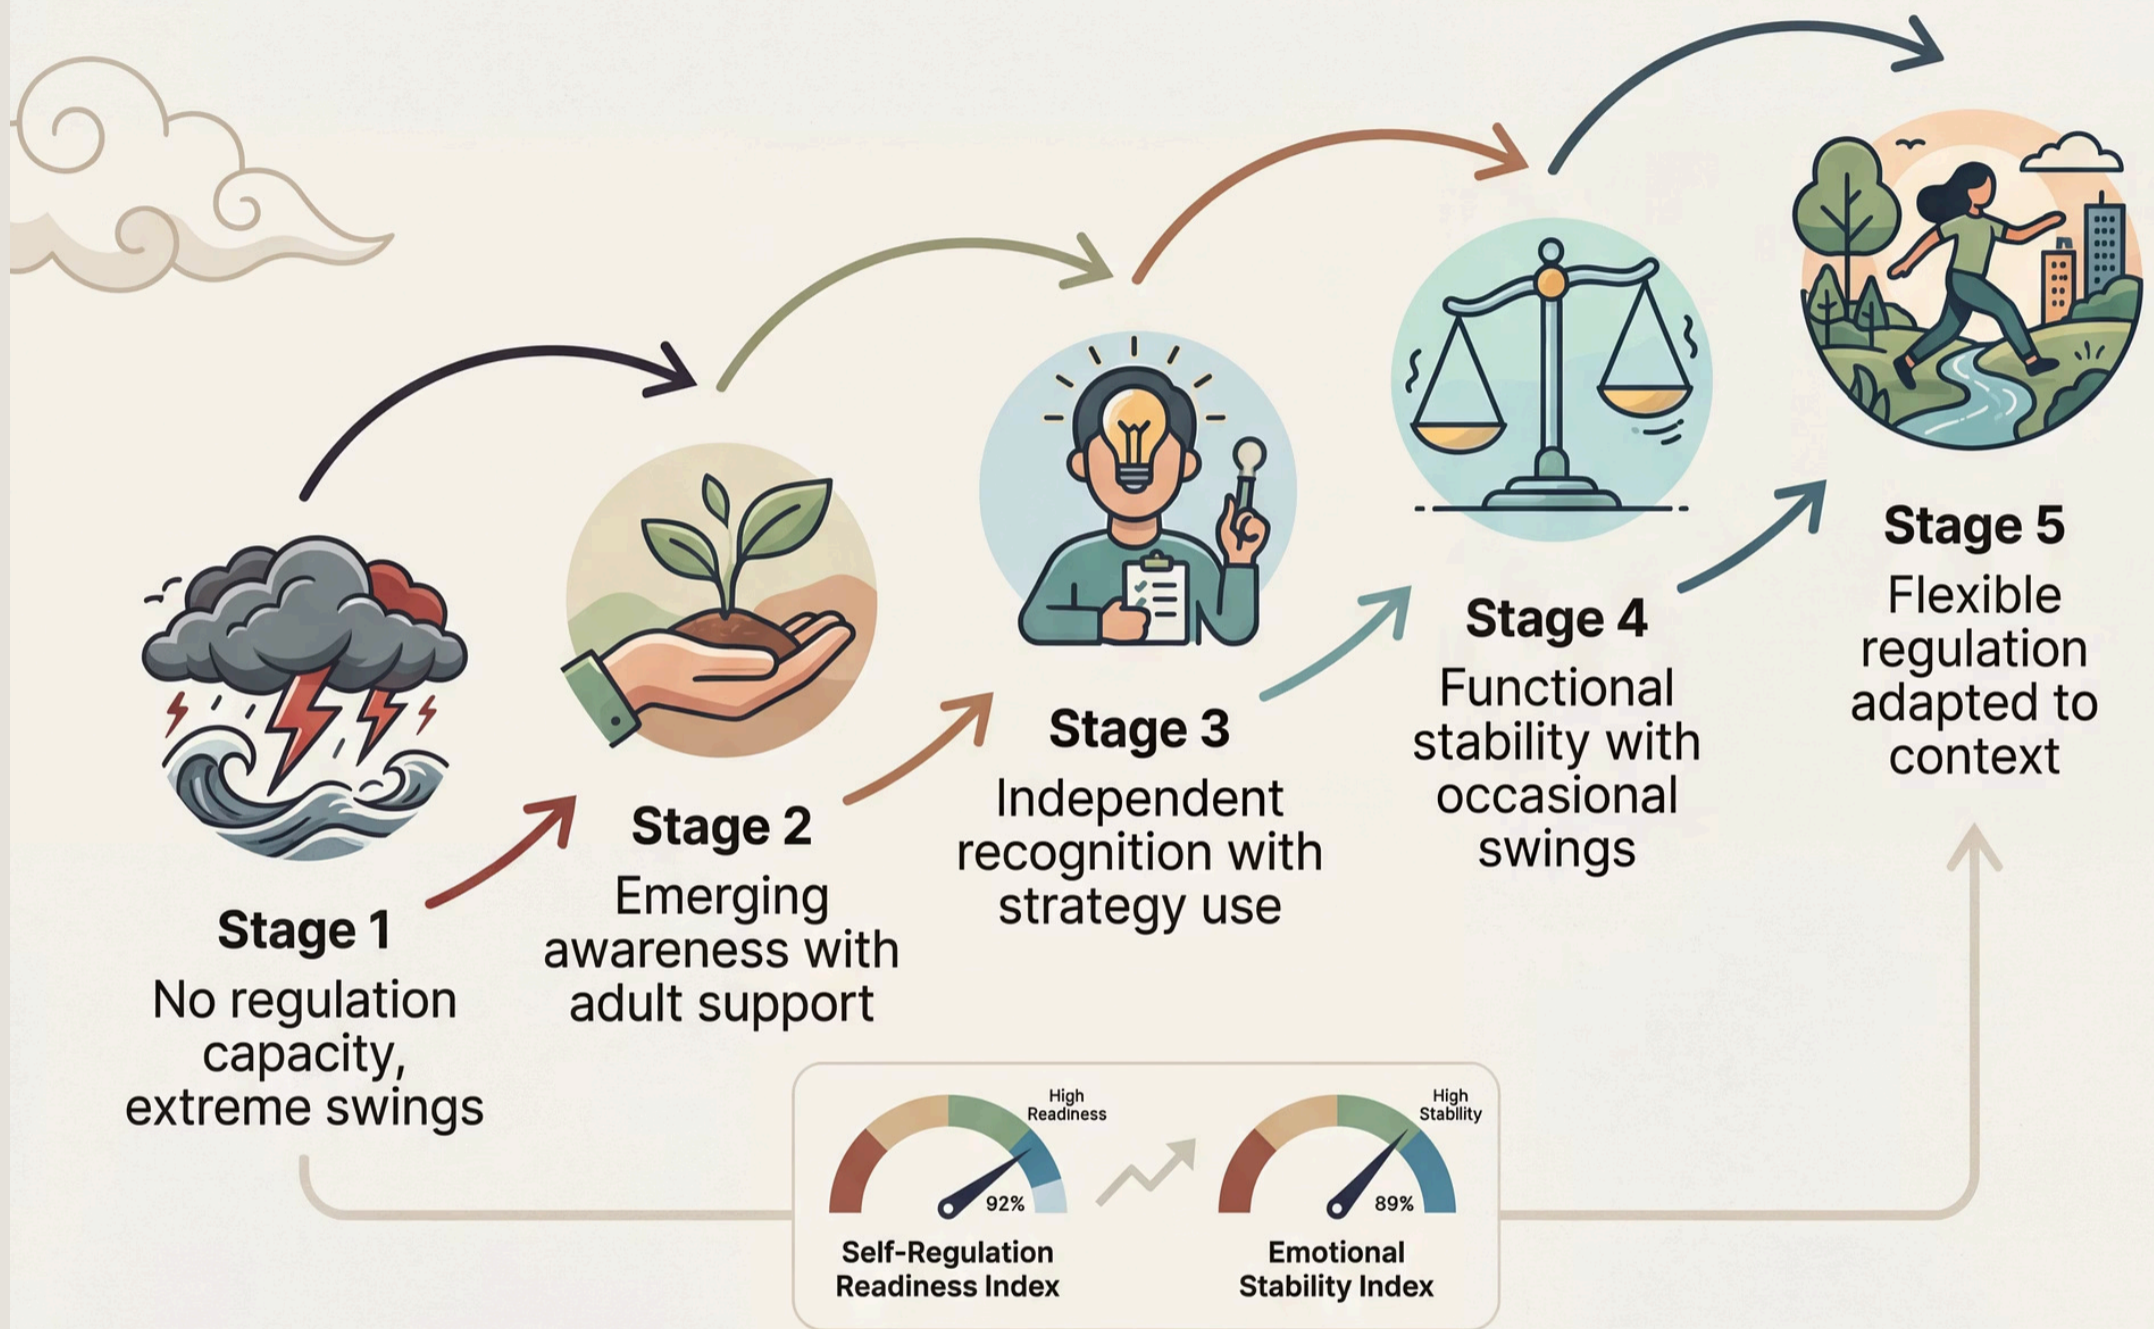 Stage 1
No regulation
capacity,
extreme swings
Stage 2
Emerging
awareness with
adult support
Stage 3
Independent
recognition with
strategy use
Stage 4
Functional
stability with
occasional
swings
Stage 5
Flexible
regulation
adapted to
context
High
Readiness
92%
Self-Regulation
Readiness Index
High
Stability
89%
Emotional
Stability Index